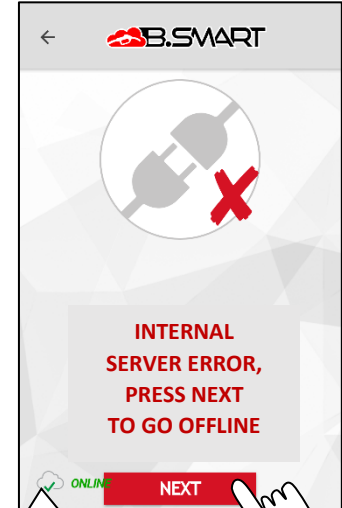 B.SMART
INTERNAL
SERVER ERROR,
PRESS NEXT
TO GO OFFLINE
ONLINE
NEXT